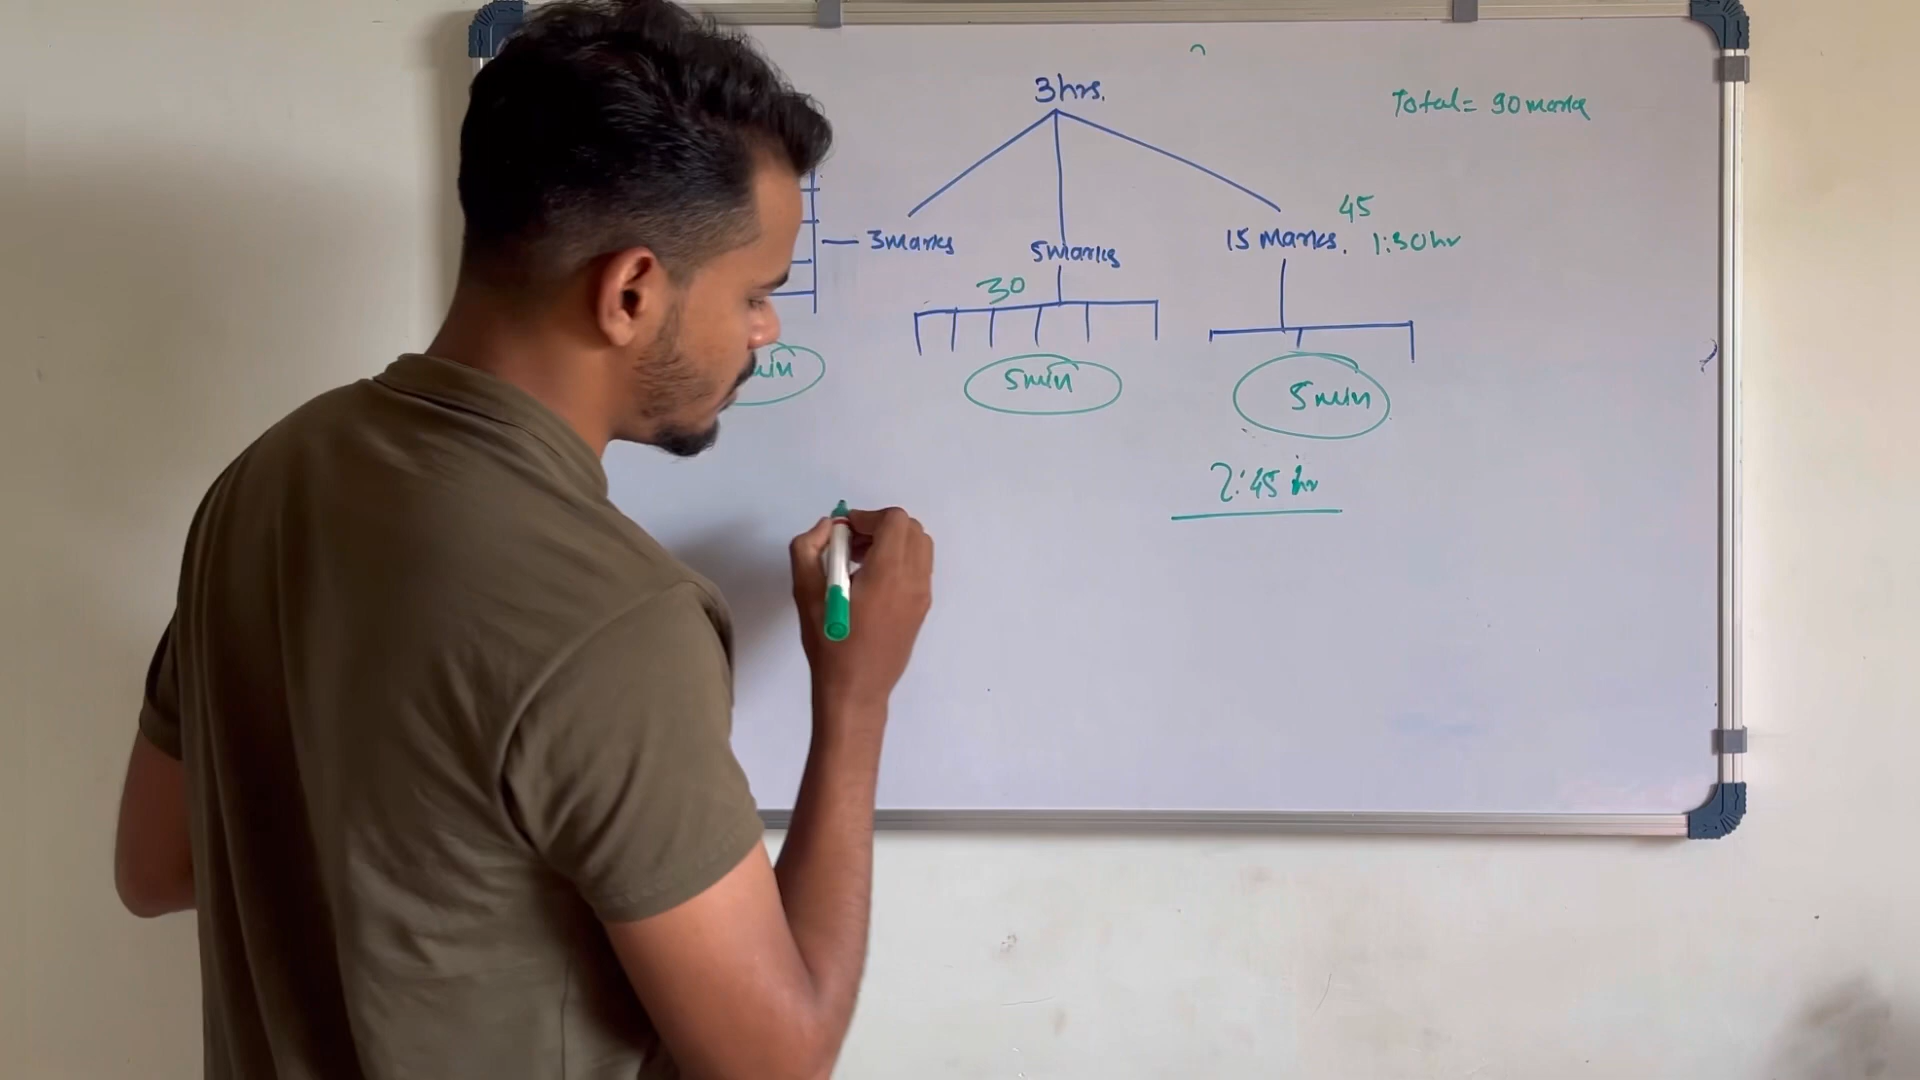 3hrs.
Total = 90 marks
45
3marks
5marks
15 Marks. 1:30hr
30
5min
5min
2:45 hr